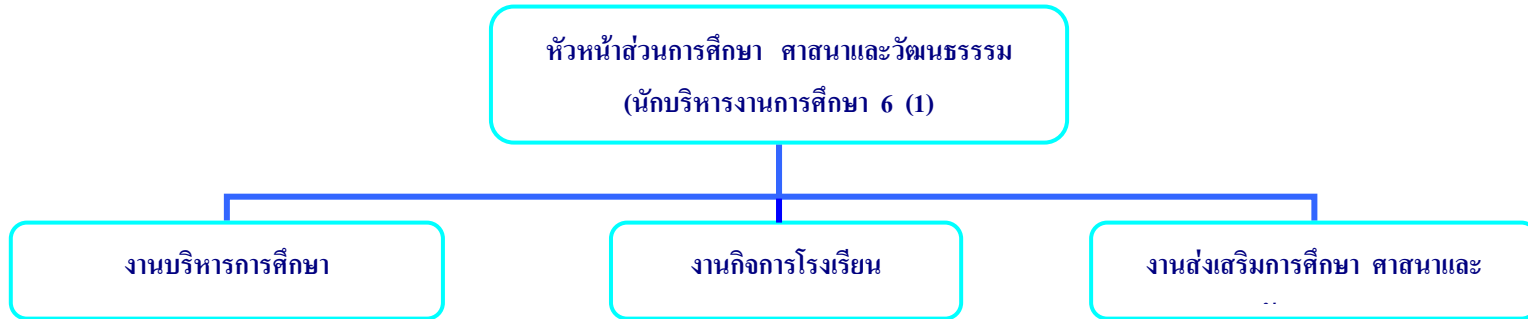 หัวหน้าส่วนการศึกษา ศาสนาและวัฒนธรรรม
(นักบริหารงานการศึกษา 6 (1)
งานบริหารการศึกษา
งานกิจการโรงเรียน
งานส่งเสริมการศึกษา ศาสนาและ